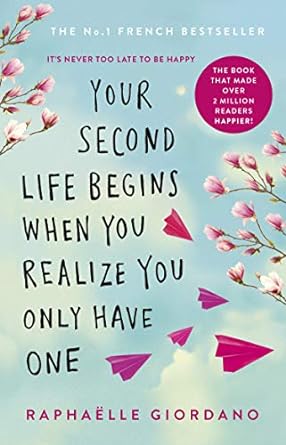 THE No.1 FRENCH BESTSELLER
IT'S NEVER TOO LATE TO BE HAPPY
THE BOOK
THAT MADE
OVER
2 MILLION
READERS
HAPPIER!
YOUR
SECOND
LIFE BEGINS
WHEN YOU
REALIZE YOU
ONLY HAVE
ONE
RAPHAËLLE GIORDANO